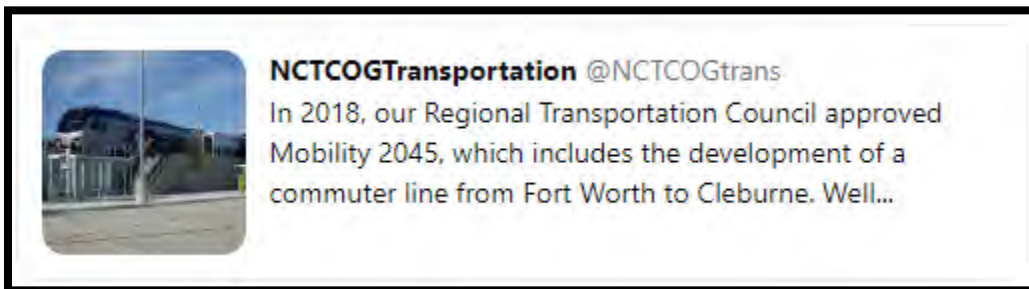 NCTCOGTransportation @NCTCOGtrans
In 2018, our Regional Transportation Council approved
Mobility 2045, which includes the development of a
commuter line from Fort Worth to Cleburne. Well...